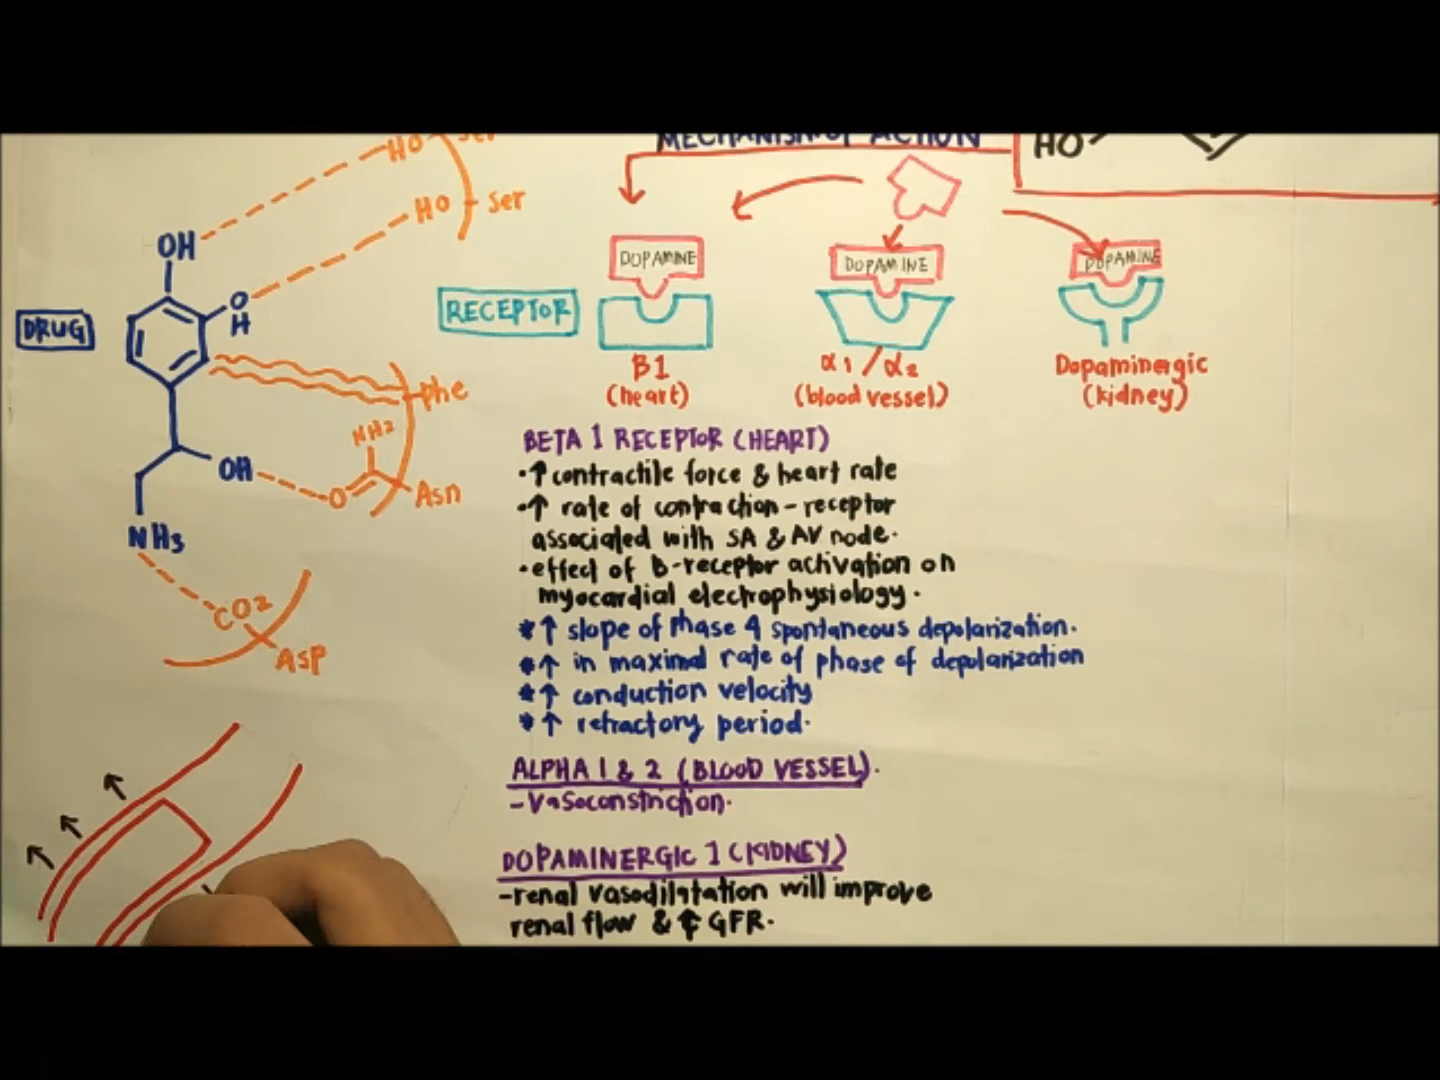 MECHANISM OF ACTION
HO
HO Ser
HO Ser
OH
OH
DRUG
phe
NH2
OH
O
Asn
NH3
CO2
Asp
DOPAMINE
DOPAMINE
DOPAMINE
RECEPTOR
B1
(heart)
α1/α2
(blood vessel)
Dopaminergic
(kidney)
BETA 1 RECEPTOR (HEART)
•↑ contractile force & heart rate
•↑ rate of contraction - receptor
associated with SA & AV node.
•effect of B-receptor activation on
myocardial electrophysiology.
*↑ slope of Phase 4 spontaneous depolarization.
*↑ in maximal rate of phase of depolarization
*↑ conduction velocity
*↑ refractory period.
ALPHA 1 & 2 (BLOOD VESSEL).
-Vasoconstriction.
DOPAMINERGIC 1 (KIDNEY)
-renal vasodilatation will improve
renal flow & ↑ GFR.